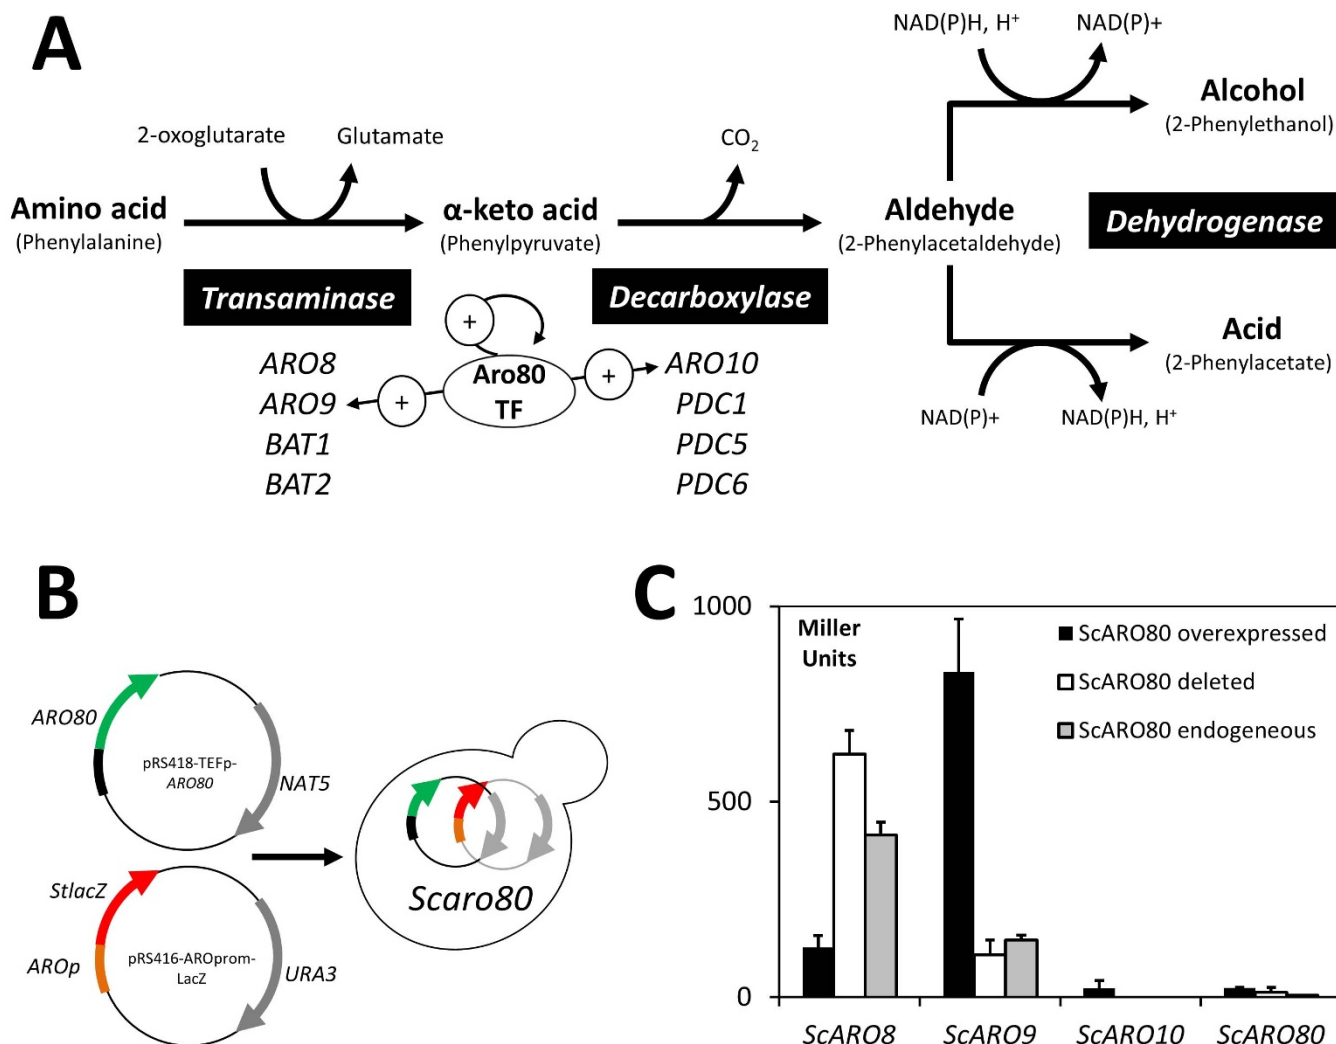 A
NAD(P)H, H⁺
NAD(P)+
Alcohol
(2-Phenylethanol)
2-oxoglutarate
Glutamate
CO₂
Amino acid
(Phenylalanine)
α-keto acid
(Phenylpyruvate)
Aldehyde
(2-Phenylacetaldehyde)
Dehydrogenase
Transaminase
Decarboxylase
+
Acid
(2-Phenylacetate)
ARO8
ARO9
BAT1
BAT2
+
Aro80
TF
+
ARO10
PDC1
PDC5
PDC6
NAD(P)+
NAD(P)H, H⁺
B
ARO80
pRS418-TEFp-
ARO80
NAT5
StlacZ
AROp
pRS416-AROprom-
LacZ
URA3
Scaro80
C
1000
500
0
Miller
Units
ScARO80 overexpressed
ScARO80 deleted
ScARO80 endogeneous
ScARO8
ScARO9
ScARO10
ScARO80